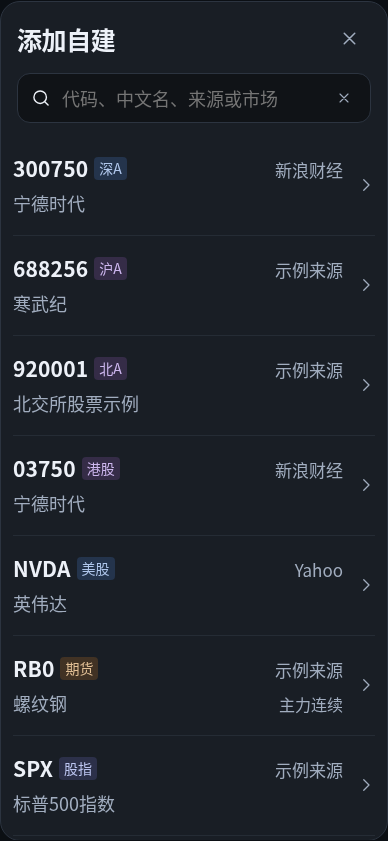 添加自建
代码、中文名、来源或市场
300750 深A 新浪财经
宁德时代
688256 沪A 示例来源
寒武纪
920001 北A 示例来源
北交所股票示例
03750 港股 新浪财经
宁德时代
NVDA 美股 Yahoo
英伟达
RB0 期货 示例来源
螺纹钢 主力连续
SPX 股指 示例来源
标普500指数